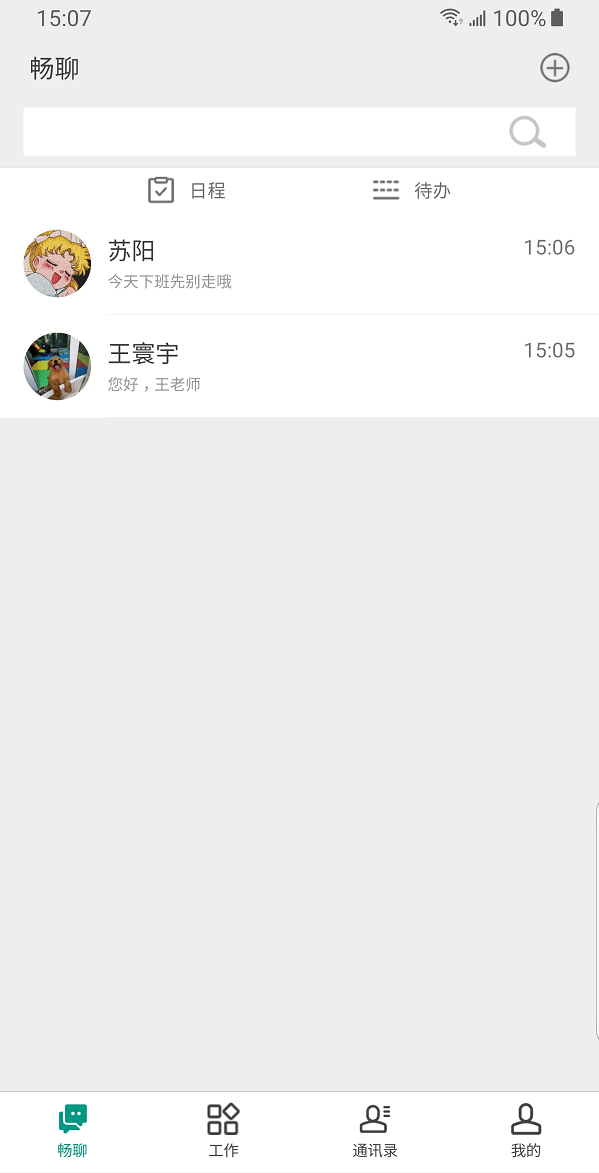 15:07 100%
畅聊
日程 待办
苏阳 15:06
今天下班先别走哦
王寰宇 15:05
您好，王老师
畅聊 工作 通讯录 我的